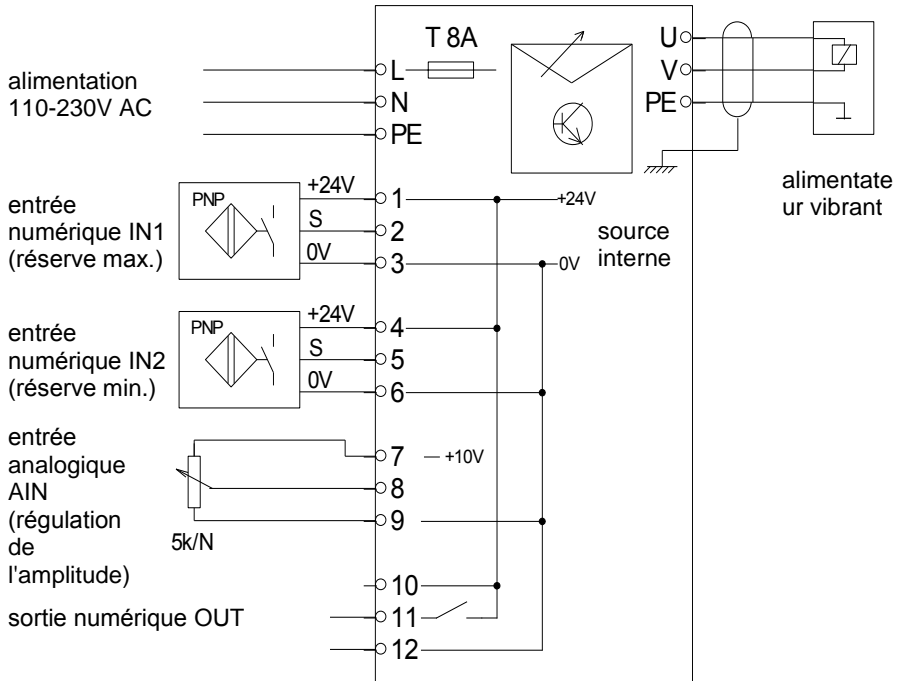 T 8A
alimentation
110-230V AC
L
N
PE
U
V
PE
alimentate
ur vibrant
entrée
numérique IN1
(réserve max.)
PNP
+24V
S
0V
1
2
3
+24V
source
interne
0V
entrée
numérique IN2
(réserve min.)
PNP
+24V
S
0V
4
5
6
entrée
analogique
AIN
(régulation
de
l'amplitude)
5k/N
7
+10V
8
9
sortie numérique OUT
10
11
12